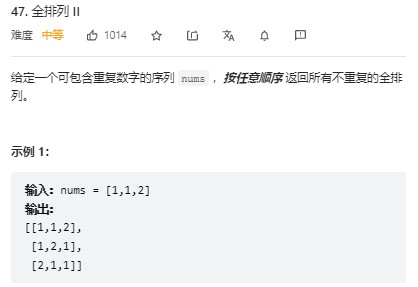 47. 全排列 II
难度 中等 1014
给定一个可包含重复数字的序列 nums ，按任意顺序 返回所有不重复的全排
列。
示例 1：
输入：nums = [1,1,2]
输出：
[[1,1,2],
[1,2,1],
[2,1,1]]